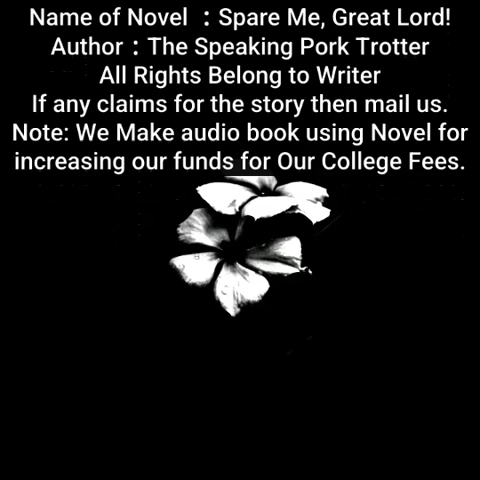 Name of Novel : Spare Me, Great Lord!
Author : The Speaking Pork Trotter
All Rights Belong to Writer
If any claims for the story then mail us.
Note: We Make audio book using Novel for
increasing our funds for Our College Fees.